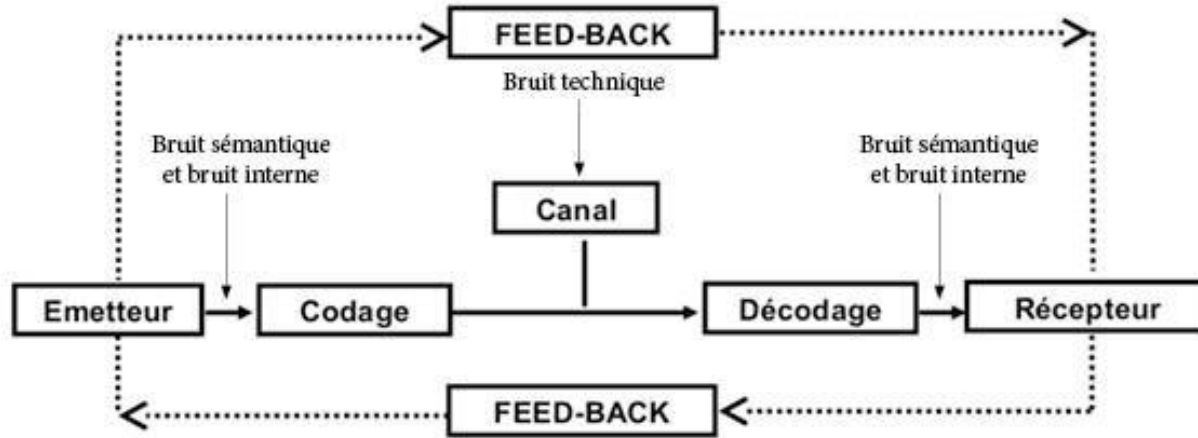 FEED-BACK
Bruit technique
Bruit sémantique
et bruit interne
Bruit sémantique
et bruit interne
Canal
Emetteur
Codage
Décodage
Récepteur
FEED-BACK